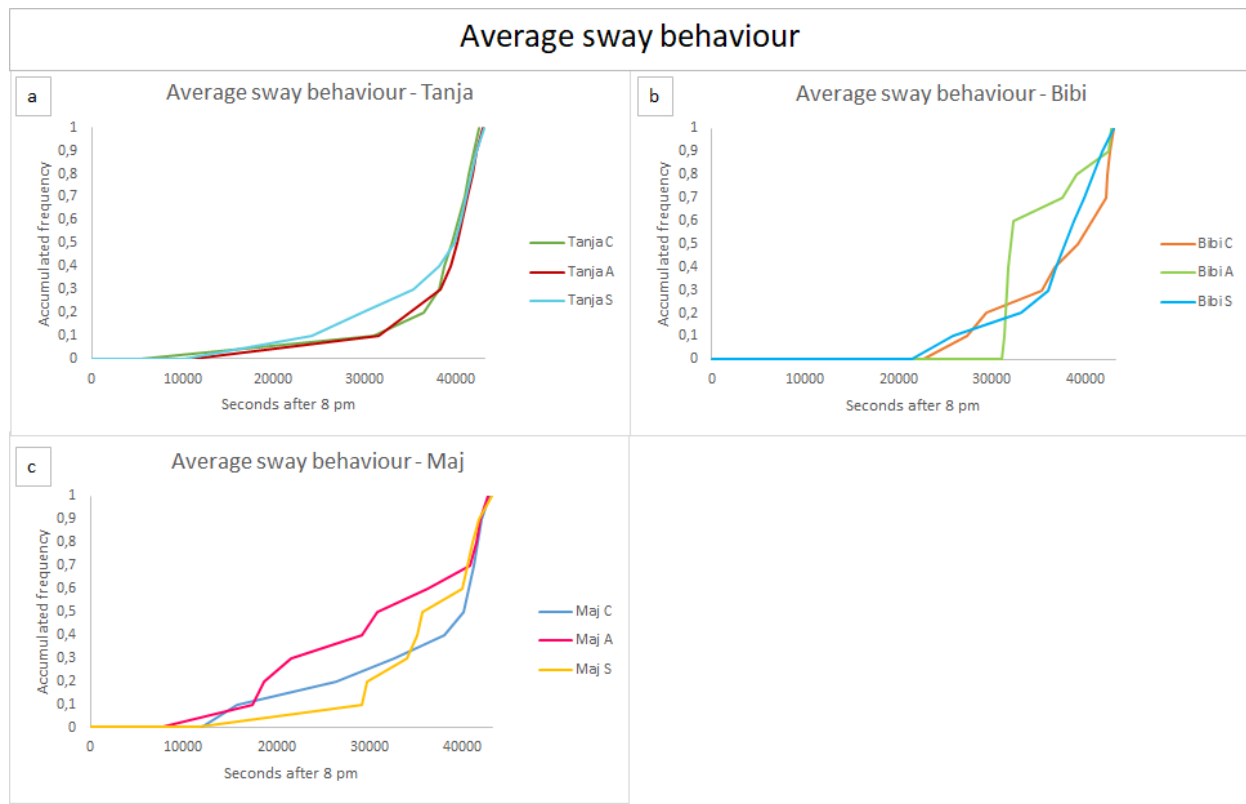 Average sway behaviour
a
Average sway behaviour - Tanja
1
0,9
0,8
0,7
0,6
0,5
0,4
0,3
0,2
0,1
0
Accumulated frequency
0 10000 20000 30000 40000
Seconds after 8 pm
Tanja C
Tanja A
Tanja S
b
Average sway behaviour - Bibi
1
0,9
0,8
0,7
0,6
0,5
0,4
0,3
0,2
0,1
0
Accumulated frequency
0 10000 20000 30000 40000
Seconds after 8 pm
Bibi C
Bibi A
Bibi S
c
Average sway behaviour - Maj
1
0,9
0,8
0,7
0,6
0,5
0,4
0,3
0,2
0,1
0
Accumulated frequency
0 10000 20000 30000 40000
Seconds after 8 pm
Maj C
Maj A
Maj S